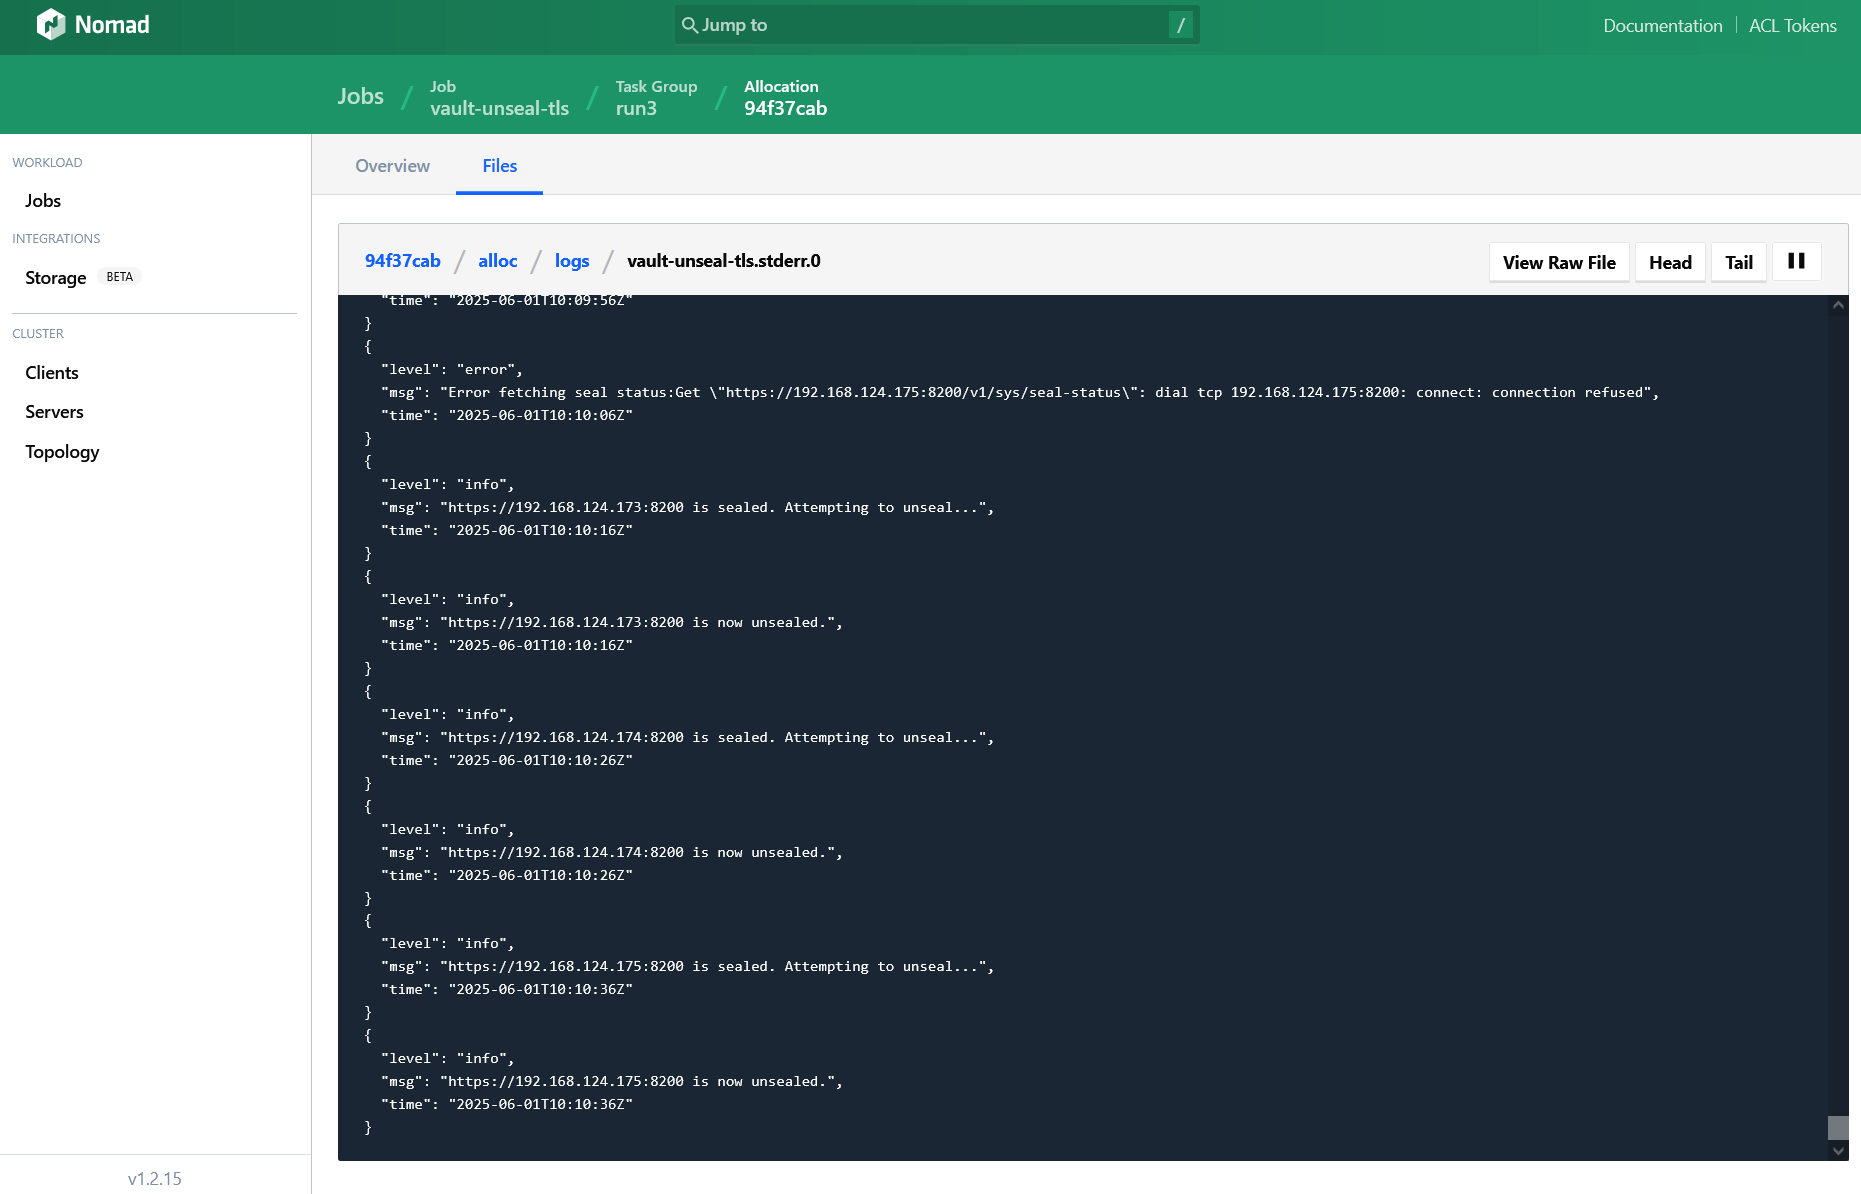 Nomad
Jump to
/
Documentation
ACL Tokens
Jobs / Job vault-unseal-tls / Task Group run3 / Allocation 94f37cab
WORKLOAD
Jobs
INTEGRATIONS
Storage BETA
CLUSTER
Clients
Servers
Topology
v1.2.15
Overview
Files
94f37cab / alloc / logs / vault-unseal-tls.stderr.0
View Raw File
Head
Tail
"time": "2025-06-01T10:09:56Z"
}
{
"level": "error",
"msg": "Error fetching seal status:Get \"https://192.168.124.175:8200/v1/sys/seal-status\": dial tcp 192.168.124.175:8200: connect: connection refused",
"time": "2025-06-01T10:10:06Z"
}
{
"level": "info",
"msg": "https://192.168.124.173:8200 is sealed. Attempting to unseal...",
"time": "2025-06-01T10:10:16Z"
}
{
"level": "info",
"msg": "https://192.168.124.173:8200 is now unsealed.",
"time": "2025-06-01T10:10:16Z"
}
{
"level": "info",
"msg": "https://192.168.124.174:8200 is sealed. Attempting to unseal...",
"time": "2025-06-01T10:10:26Z"
}
{
"level": "info",
"msg": "https://192.168.124.174:8200 is now unsealed.",
"time": "2025-06-01T10:10:26Z"
}
{
"level": "info",
"msg": "https://192.168.124.175:8200 is sealed. Attempting to unseal...",
"time": "2025-06-01T10:10:36Z"
}
{
"level": "info",
"msg": "https://192.168.124.175:8200 is now unsealed.",
"time": "2025-06-01T10:10:36Z"
}